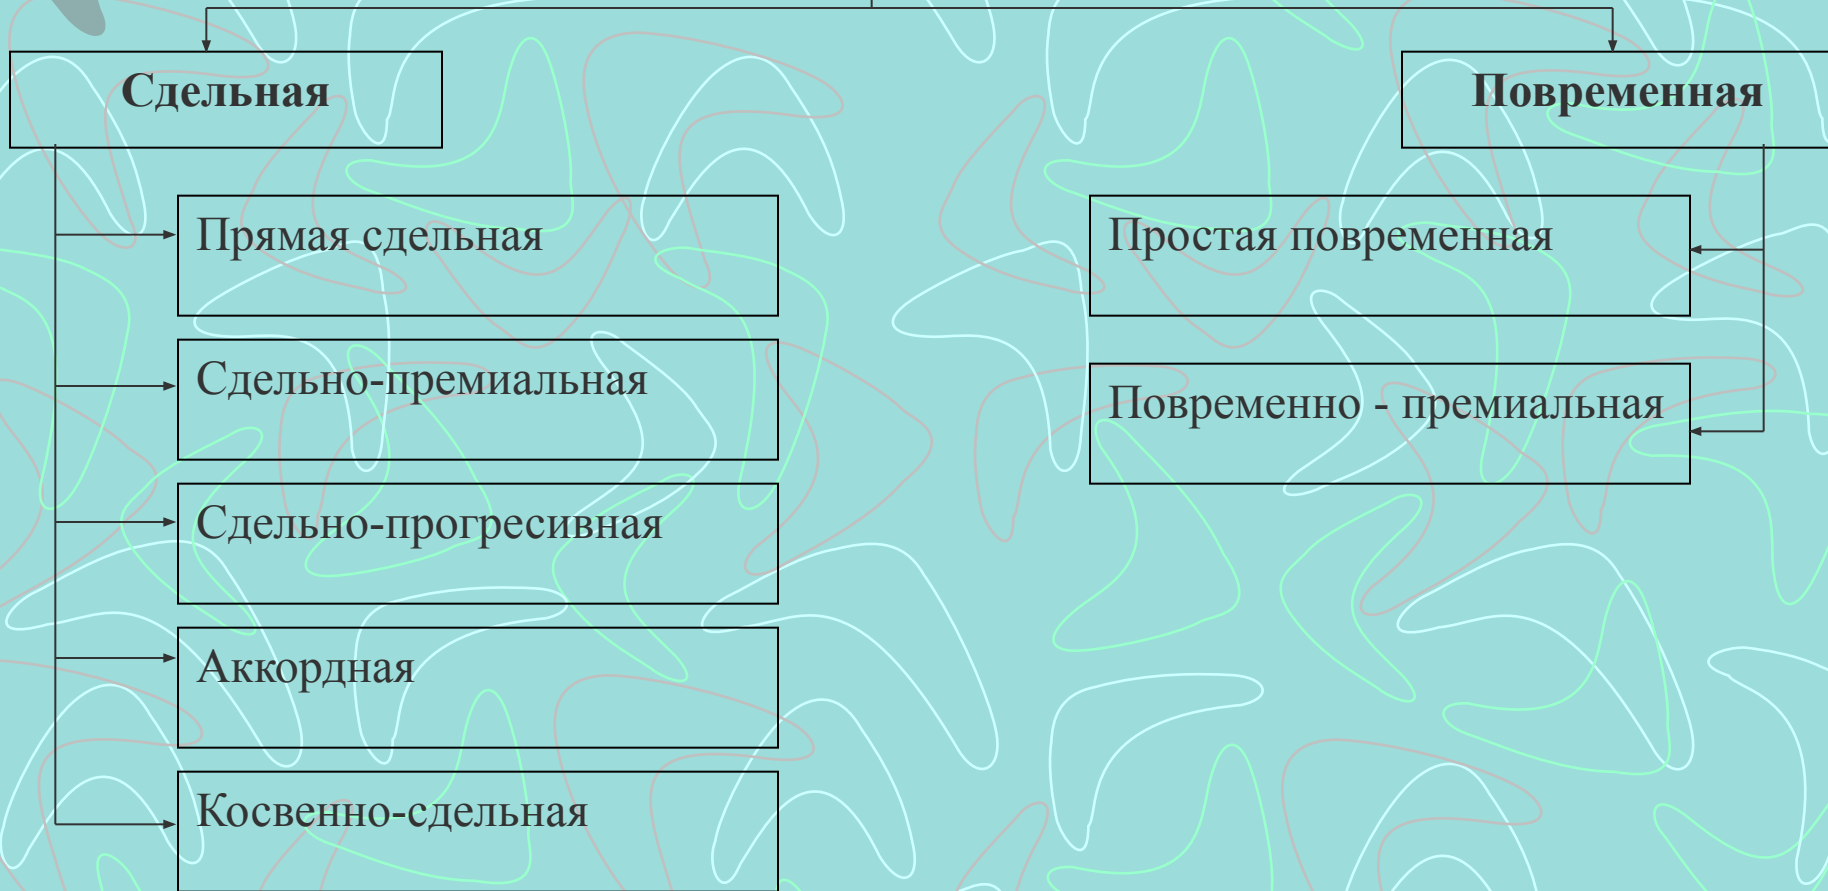 Сдельная
Прямая сдельная
Сдельно-премиальная
Сдельно-прогресивная
Аккордная
Косвенно-сдельная
Повременная
Простая повременная
Повременно - премиальная